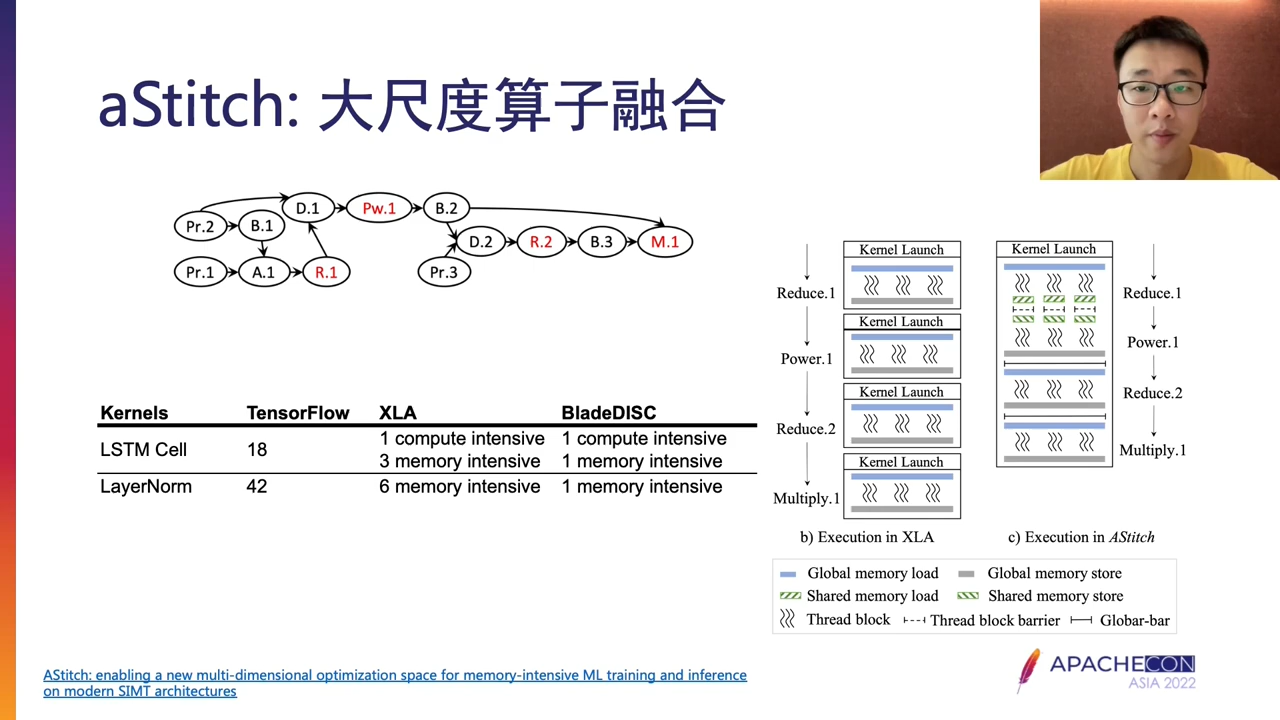 aStitch: 大尺度算子融合
Pr.2
B.1
D.1
Pw.1
B.2
Pr.1
A.1
R.1
Pr.3
D.2
R.2
B.3
M.1
Kernels TensorFlow XLA BladeDISC
LSTM Cell 18 1 compute intensive 1 compute intensive
3 memory intensive 1 memory intensive
LayerNorm 42 6 memory intensive 1 memory intensive
Reduce.1
Power.1
Reduce.2
Multiply.1
Kernel Launch
Kernel Launch
Kernel Launch
Kernel Launch
b) Execution in XLA
Kernel Launch
Reduce.1
Power.1
Reduce.2
Multiply.1
c) Execution in AStitch
Global memory load Global memory store
Shared memory load Shared memory store
Thread block Thread block barrier Globar-bar
AStitch: enabling a new multi-dimensional optimization space for memory-intensive ML training and inference
on modern SIMT architectures
APACHECON
ASIA 2022